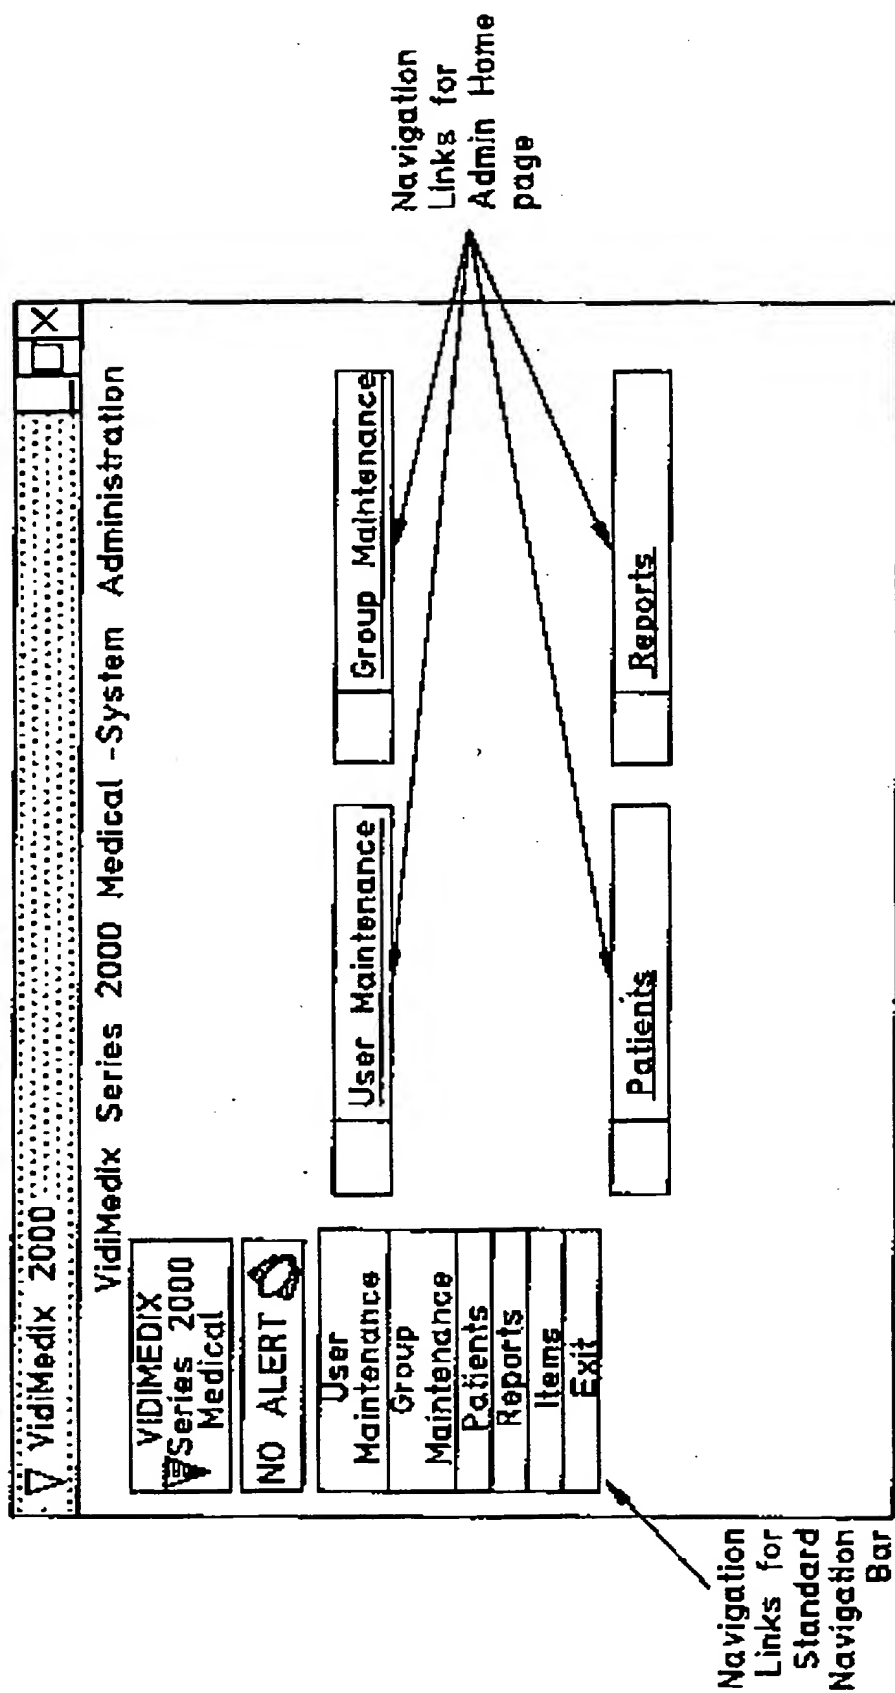 VidiMedix 2000
VidiMedix Series 2000 Medical -System Administration
VIDIMEDIX
Series 2000
Medical
NO ALERT
User
Maintenance
Group
Maintenance
Patients
Reports
Items
Exit
User Maintenance
Group Maintenance
Patients
Reports
Navigation
Links for
Admin Home
page
Navigation
Links for
Standard
Navigation
Bar